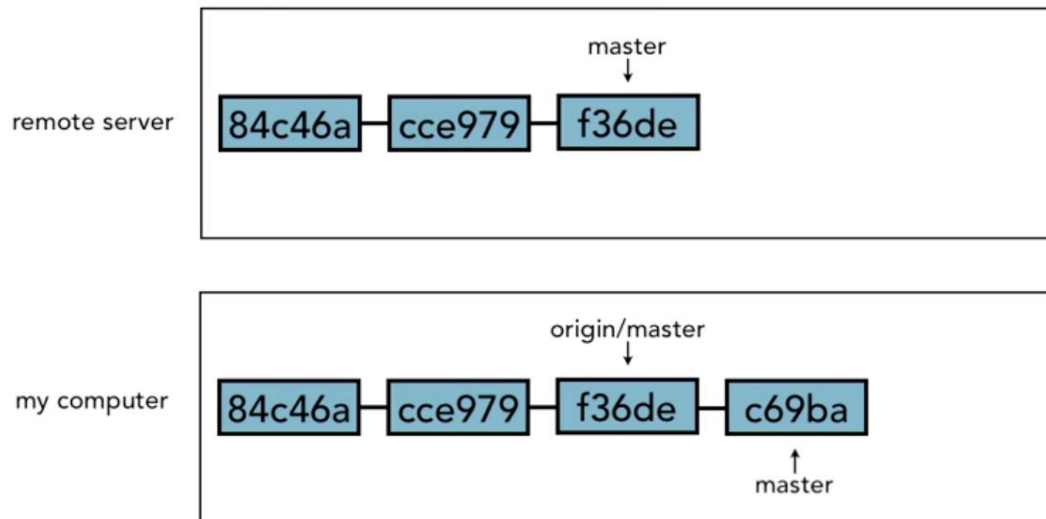 master
remote server
84c46a
cce979
f36de
origin/master
my computer
84c46a
cce979
f36de
c69ba
master